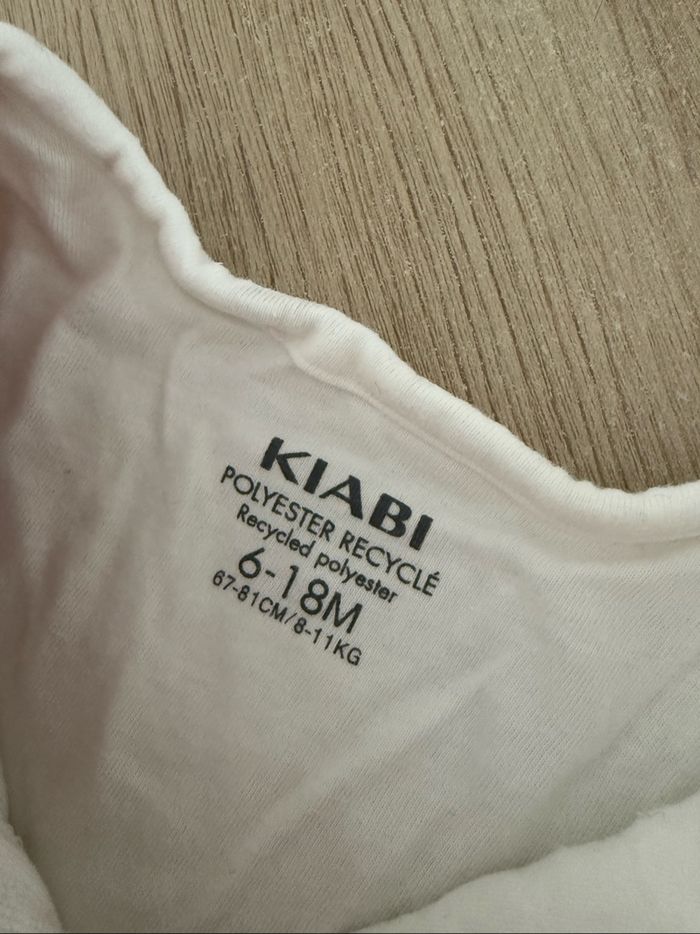 KIABI
POLYESTER RECYCLÉ
Recycled polyester
6-18M
67-81CM/8-11KG